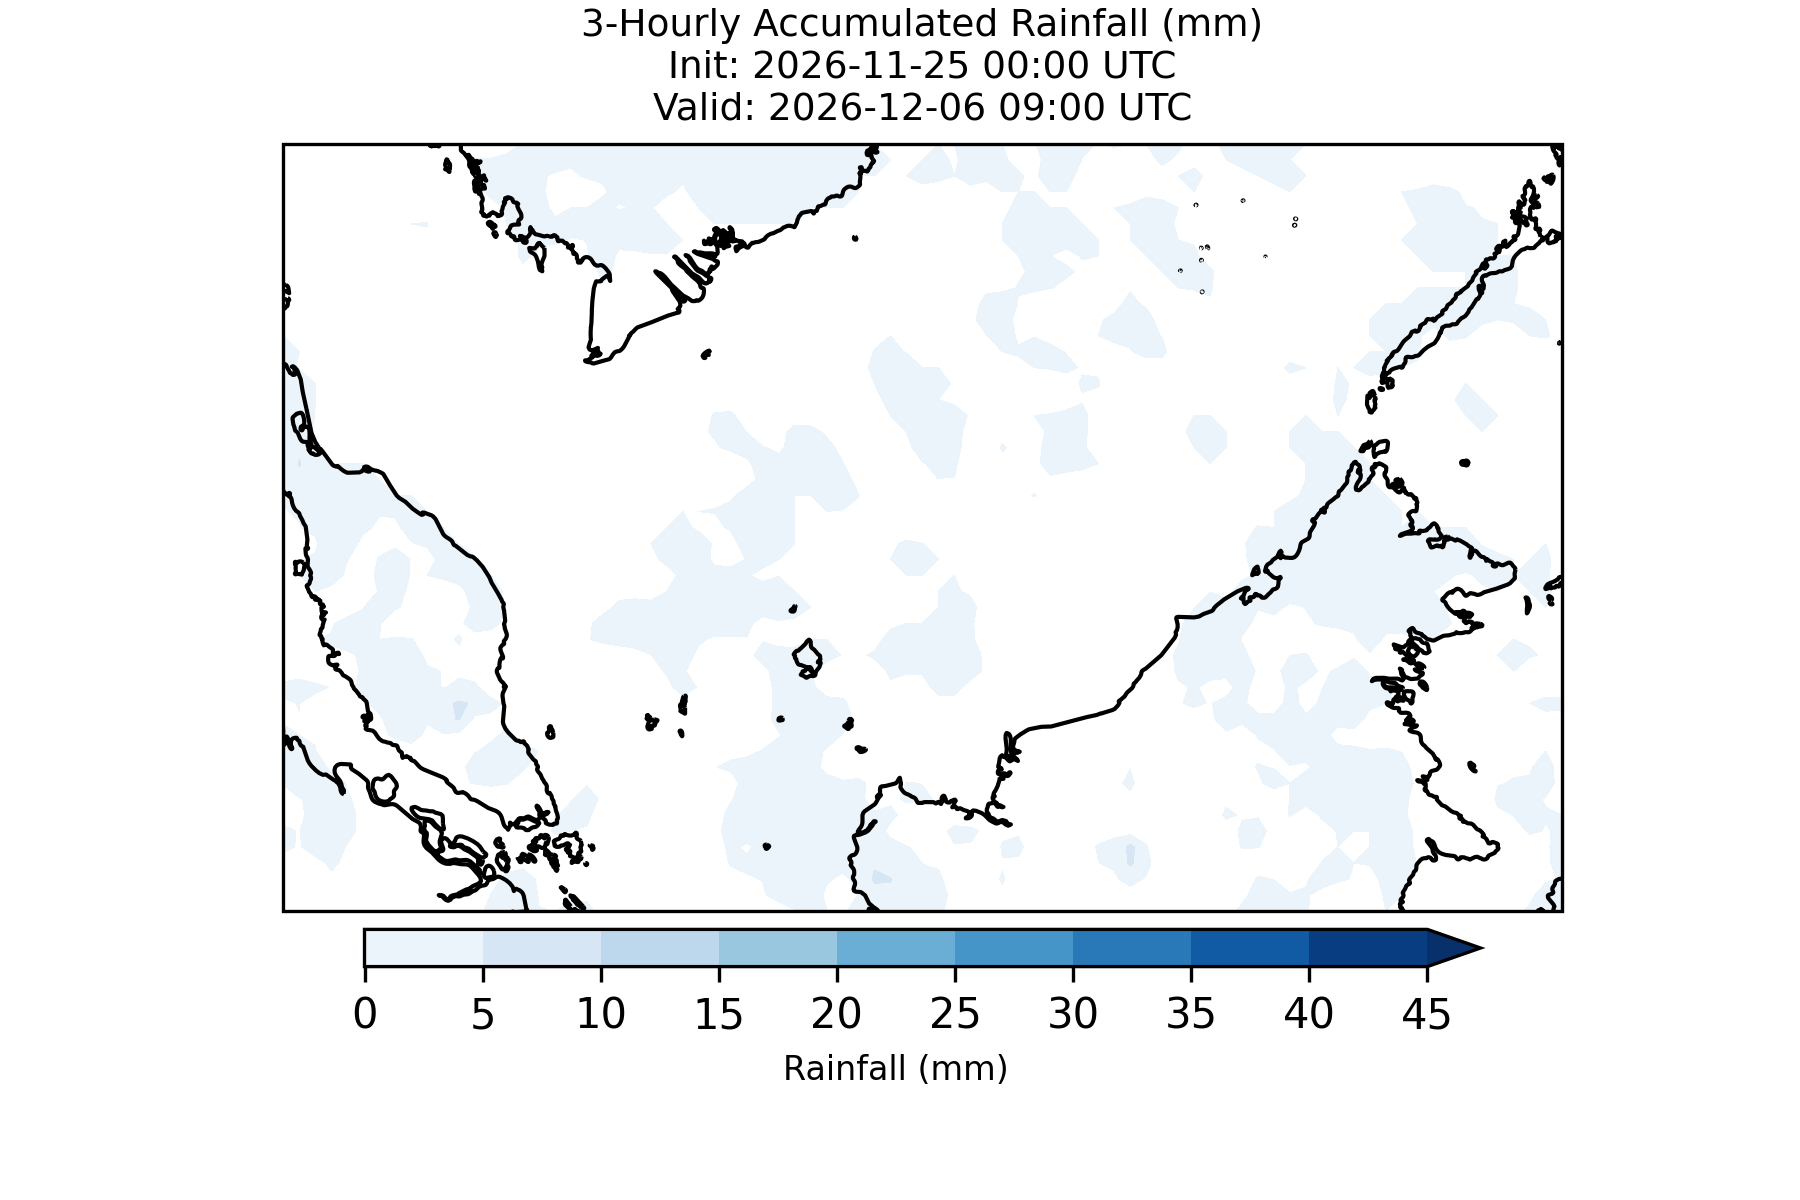 3-Hourly Accumulated Rainfall (mm)
Init: 2026-11-25 00:00 UTC
Valid: 2026-12-06 09:00 UTC
0 5 10 15 20 25 30 35 40 45
Rainfall (mm)